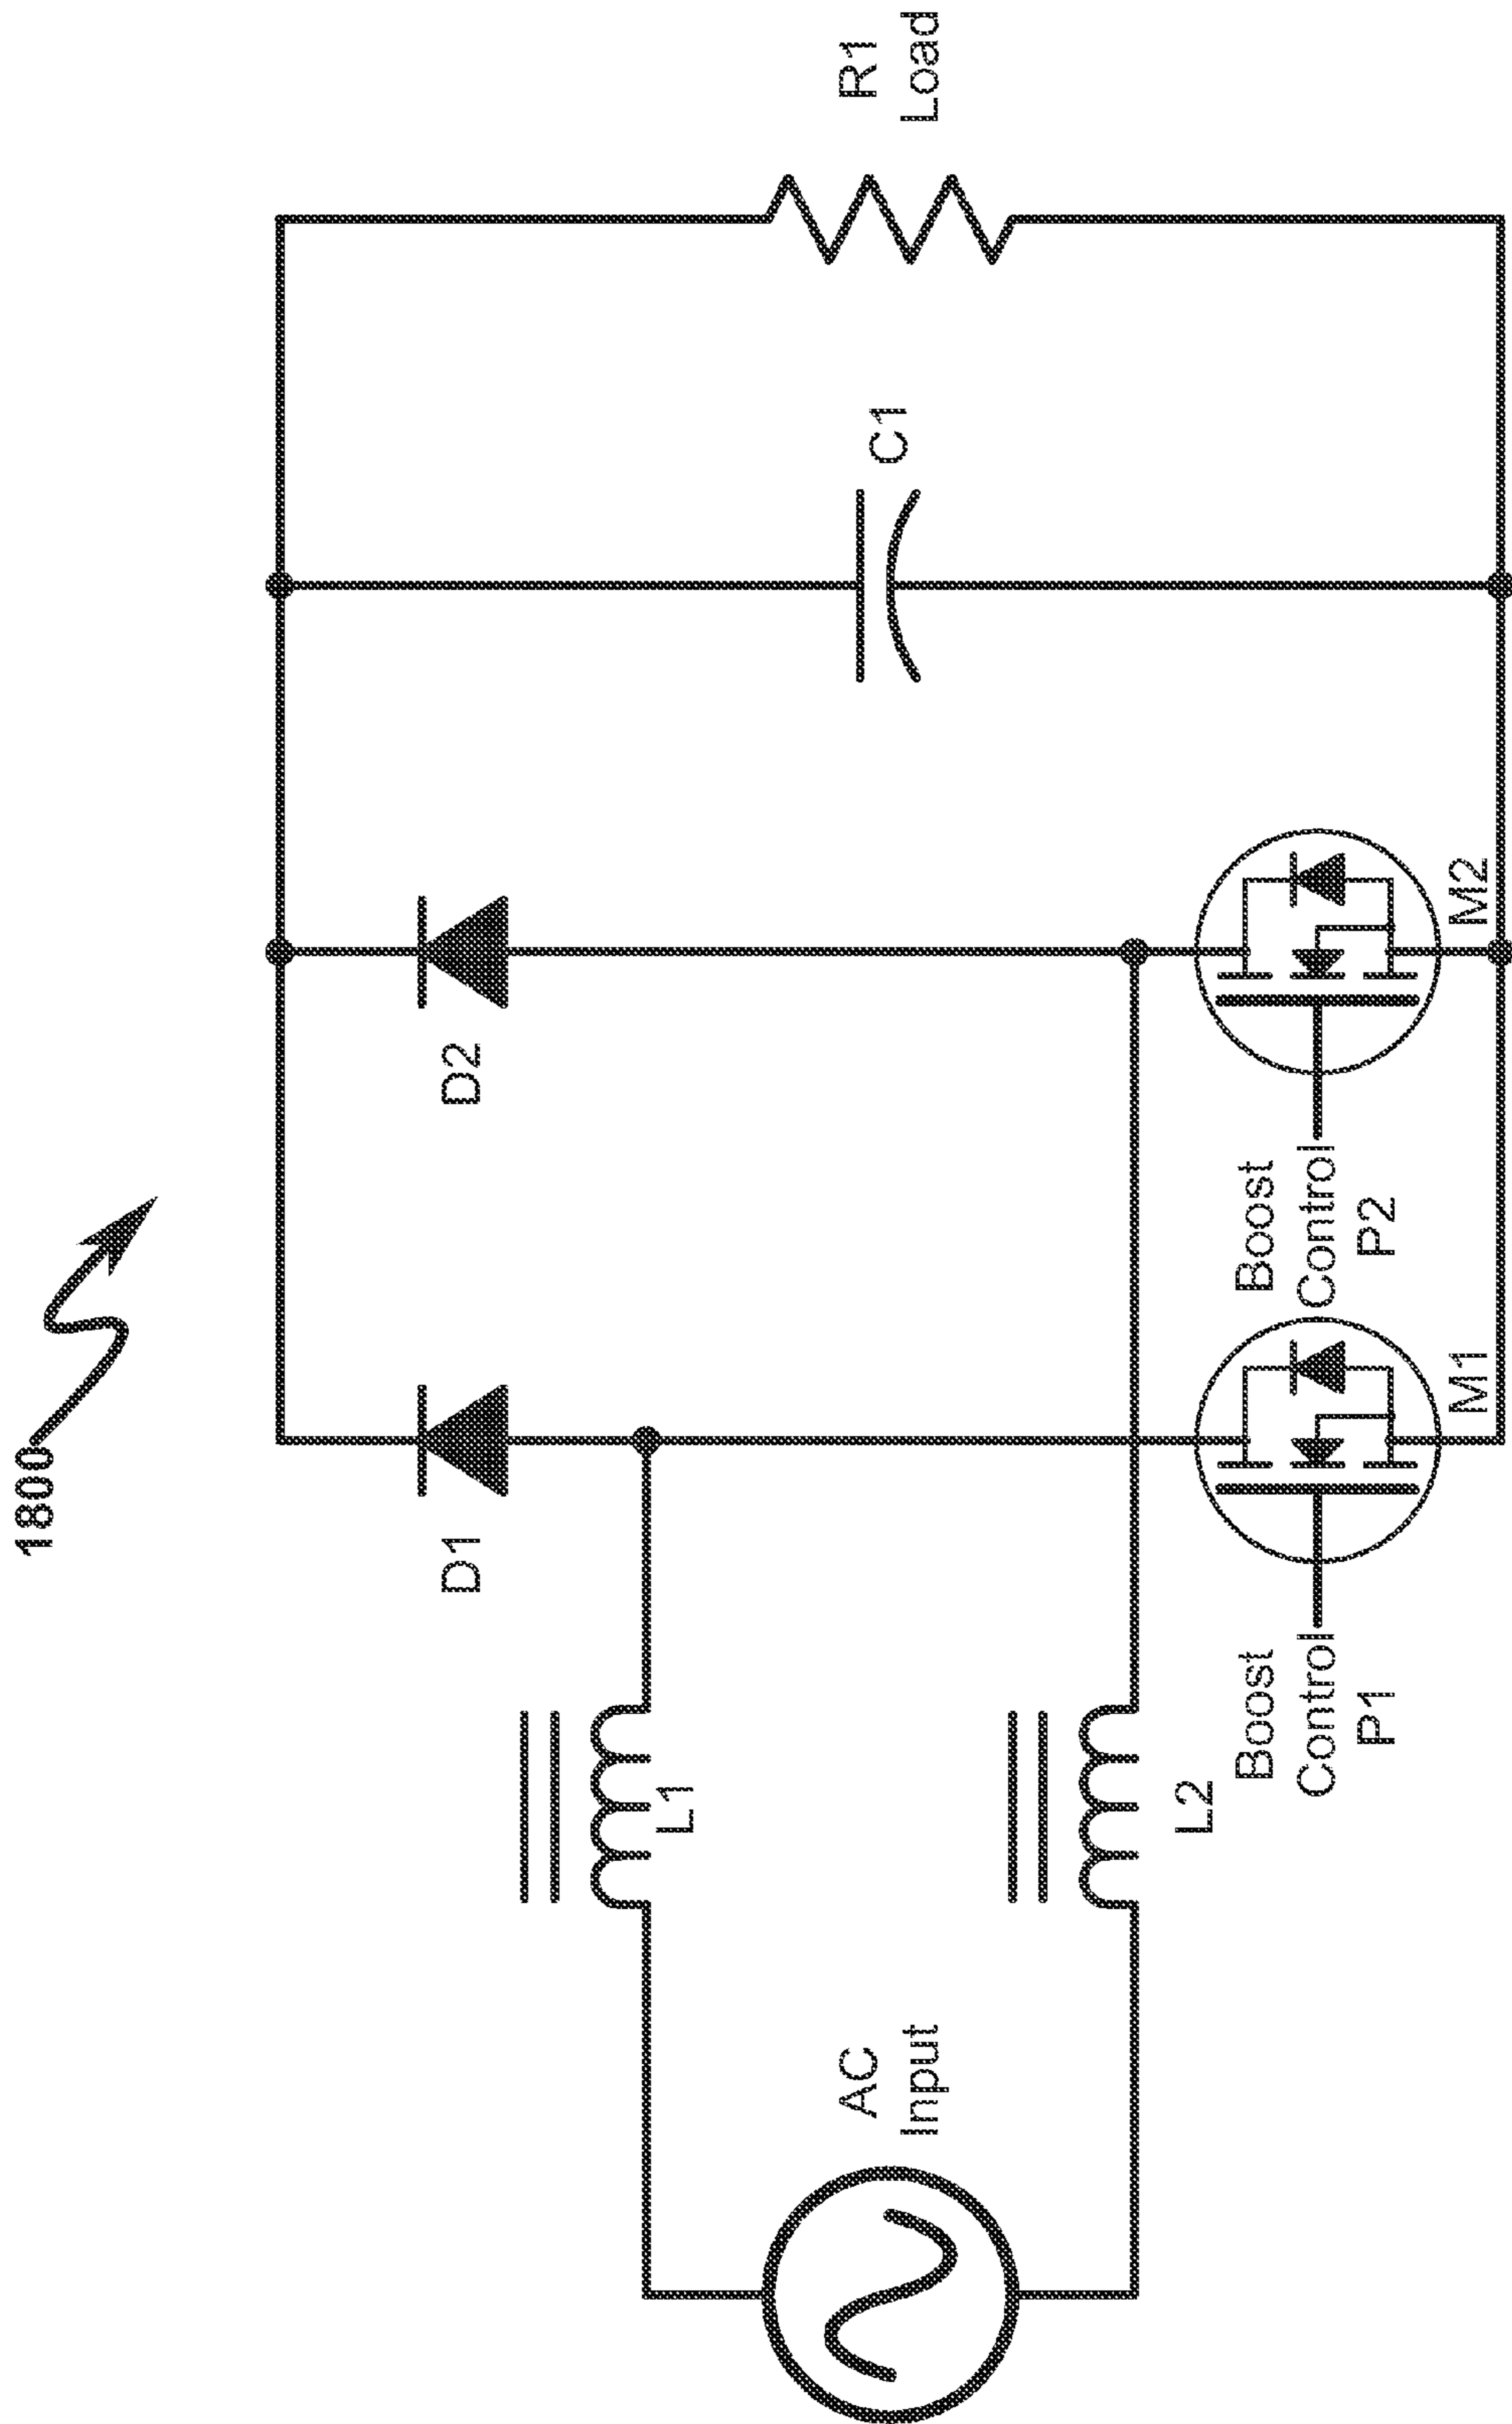 1800
D1
D2
L1
L2
AC
Input
Boost
Control
P1
M1
Boost
Control
P2
M2
C1
R1
Load